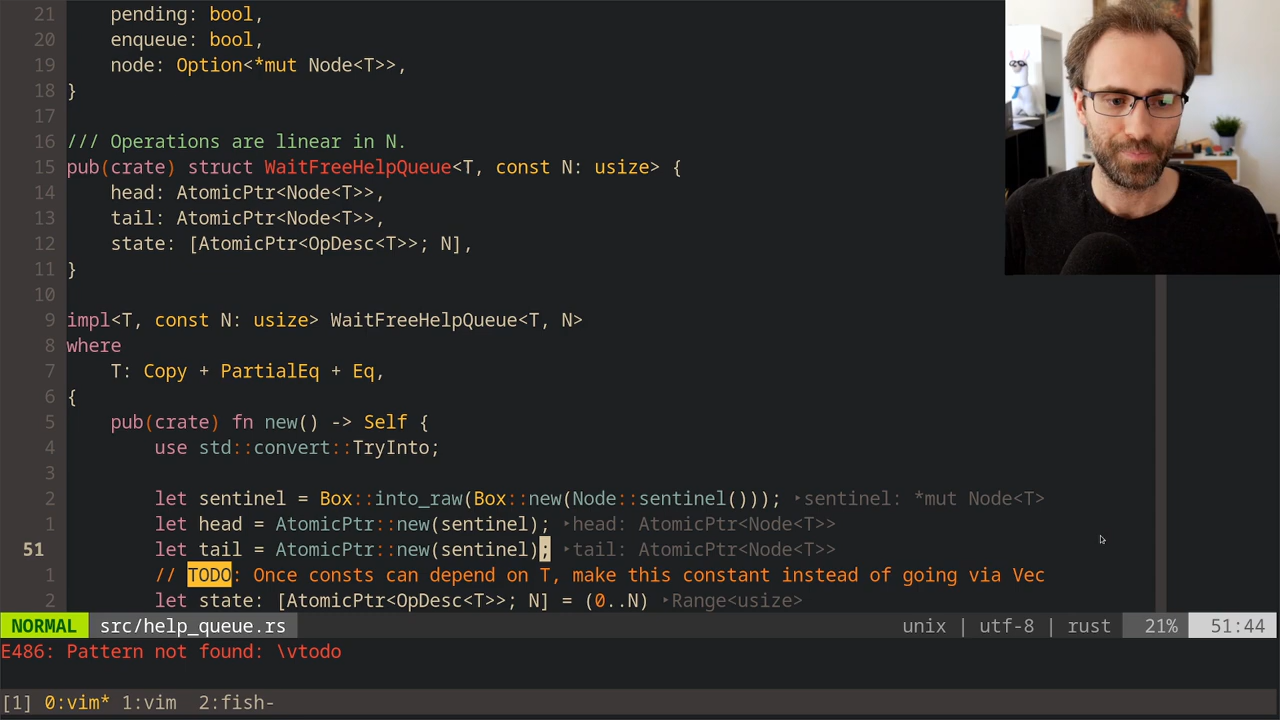 21     pending: bool,
20     enqueue: bool,
19     node: Option<*mut Node<T>>,
18 }
17
16 /// Operations are linear in N.
15 pub(crate) struct WaitFreeHelpQueue<T, const N: usize> {
14     head: AtomicPtr<Node<T>>,
13     tail: AtomicPtr<Node<T>>,
12     state: [AtomicPtr<OpDesc<T>>; N],
11 }
10
9 impl<T, const N: usize> WaitFreeHelpQueue<T, N>
8 where
7     T: Copy + PartialEq + Eq,
6 {
5     pub(crate) fn new() -> Self {
4         use std::convert::TryInto;
3
2         let sentinel = Box::into_raw(Box::new(Node::sentinel())); ‣sentinel: *mut Node<T>
1         let head = AtomicPtr::new(sentinel); ‣head: AtomicPtr<Node<T>>
51         let tail = AtomicPtr::new(sentinel); ‣tail: AtomicPtr<Node<T>>
1         // TODO: Once consts can depend on T, make this constant instead of going via Vec
2         let state: [AtomicPtr<OpDesc<T>>; N] = (0..N) ‣Range<usize>
NORMAL src/help_queue.rs unix | utf-8 | rust 21% 51:44
E486: Pattern not found: \vtodo
[1] 0:vim* 1:vim 2:fish-